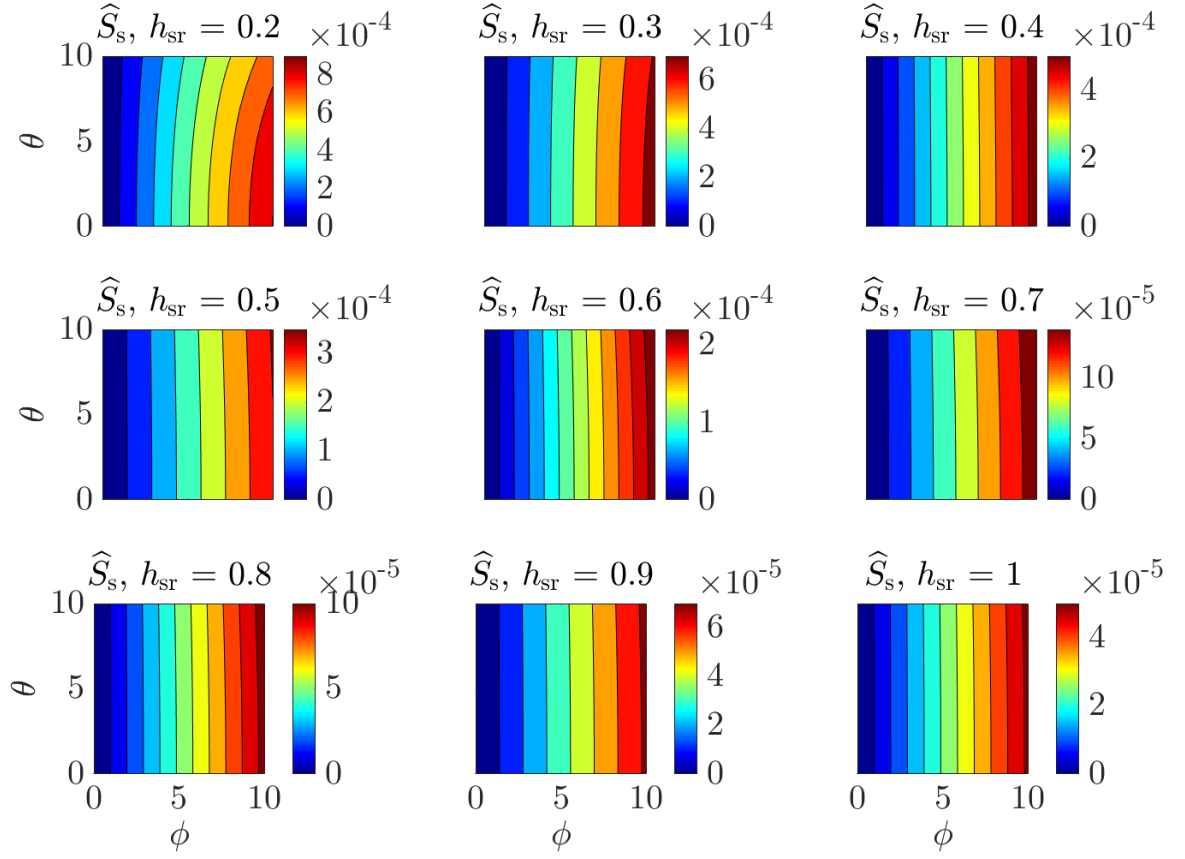 Ŝₛ, hₛᵣ = 0.2 ×10⁻⁴
10
5
0
θ
8
6
4
2
0
Ŝₛ, hₛᵣ = 0.3 ×10⁻⁴
6
4
2
0
Ŝₛ, hₛᵣ = 0.4 ×10⁻⁴
4
2
0
Ŝₛ, hₛᵣ = 0.5 ×10⁻⁴
10
5
0
θ
3
2
1
0
Ŝₛ, hₛᵣ = 0.6 ×10⁻⁴
2
1
0
Ŝₛ, hₛᵣ = 0.7 ×10⁻⁵
10
5
0
Ŝₛ, hₛᵣ = 0.8 ×10⁻⁵
10
5
0
θ
0 5 10
ϕ
10
5
0
Ŝₛ, hₛᵣ = 0.9 ×10⁻⁵
0 5 10
ϕ
6
4
2
0
Ŝₛ, hₛᵣ = 1 ×10⁻⁵
0 5 10
ϕ
4
2
0